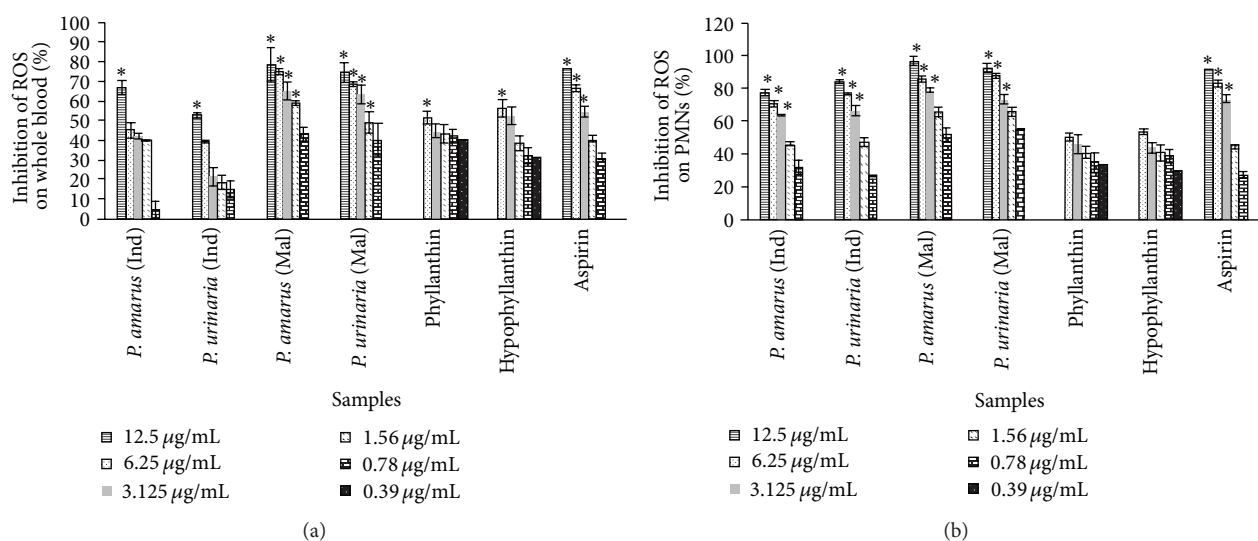 100
90
80
70
60
50
40
30
20
10
0
Inhibition of ROS
on whole blood (%)
* * * * * * * * * * * * * * *
P. amarus (Ind)
P. urinaria (Ind)
P. amarus (Mal)
P. urinaria (Mal)
Phyllanthin
Hypophyllanthin
Aspirin
Samples
12.5 µg/mL
6.25 µg/mL
3.125 µg/mL
1.56 µg/mL
0.78 µg/mL
0.39 µg/mL
(a)
120
100
80
60
40
20
0
Inhibition of ROS
on PMNs (%)
* * * * * * * * * * * * * * * *
P. amarus (Ind)
P. urinaria (Ind)
P. amarus (Mal)
P. urinaria (Mal)
Phyllanthin
Hypophyllanthin
Aspirin
Samples
12.5 µg/mL
6.25 µg/mL
3.125 µg/mL
1.56 µg/mL
0.78 µg/mL
0.39 µg/mL
(b)